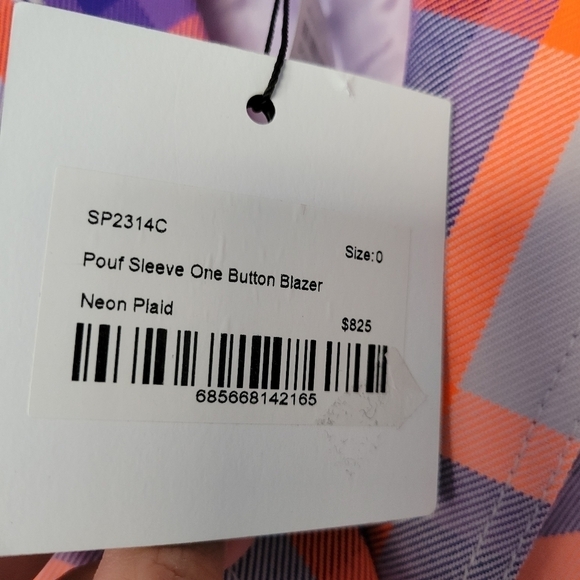 SP2314C
Size:0
Pouf Sleeve One Button Blazer
Neon Plaid
$825
685668142165